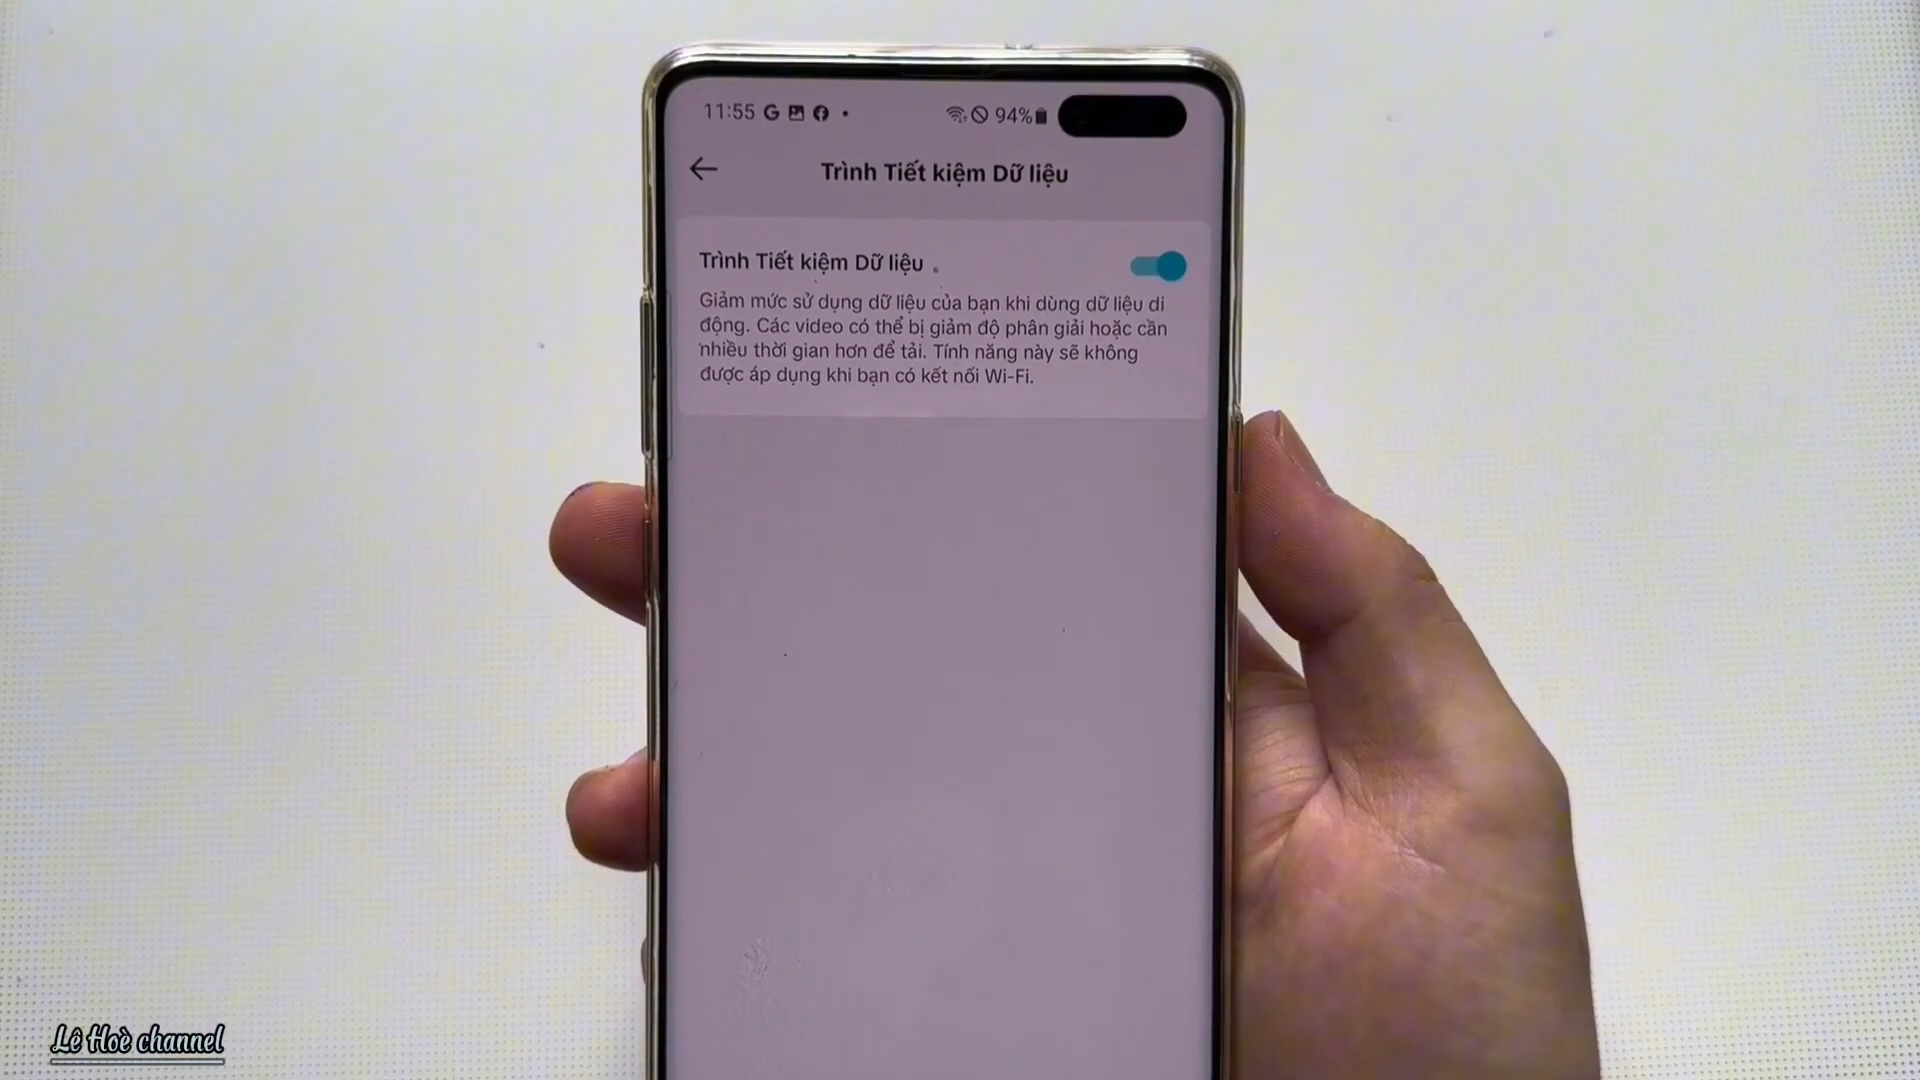 11:55 94%
Trình Tiết kiệm Dữ liệu
Trình Tiết kiệm Dữ liệu
Giảm mức sử dụng dữ liệu của bạn khi dùng dữ liệu di
động. Các video có thể bị giảm độ phân giải hoặc cần
nhiều thời gian hơn để tải. Tính năng này sẽ không
được áp dụng khi bạn có kết nối Wi-Fi.
Lê Hoè channel